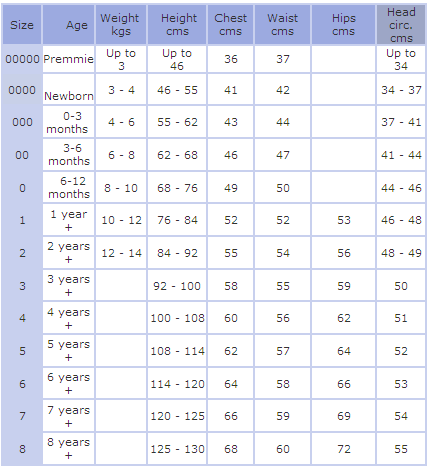 Size Age Weight kgs Height cms Chest cms Waist cms Hips cms Head circ. cms
00000 Premmie Up to 3 Up to 46 36 37 Up to 34
0000 Newborn 3 - 4 46 - 55 41 42 34 - 37
000 0-3 months 4 - 6 55 - 62 43 44 37 - 41
00 3-6 months 6 - 8 62 - 68 46 47 41 - 44
0 6-12 months 8 - 10 68 - 76 49 50 44 - 46
1 1 year + 10 - 12 76 - 84 52 52 53 46 - 48
2 2 years + 12 - 14 84 - 92 55 54 56 48 - 49
3 3 years + 92 - 100 58 55 59 50
4 4 years + 100 - 108 60 56 62 51
5 5 years + 108 - 114 62 57 64 52
6 6 years + 114 - 120 64 58 66 53
7 7 years + 120 - 125 66 59 69 54
8 8 years + 125 - 130 68 60 72 55